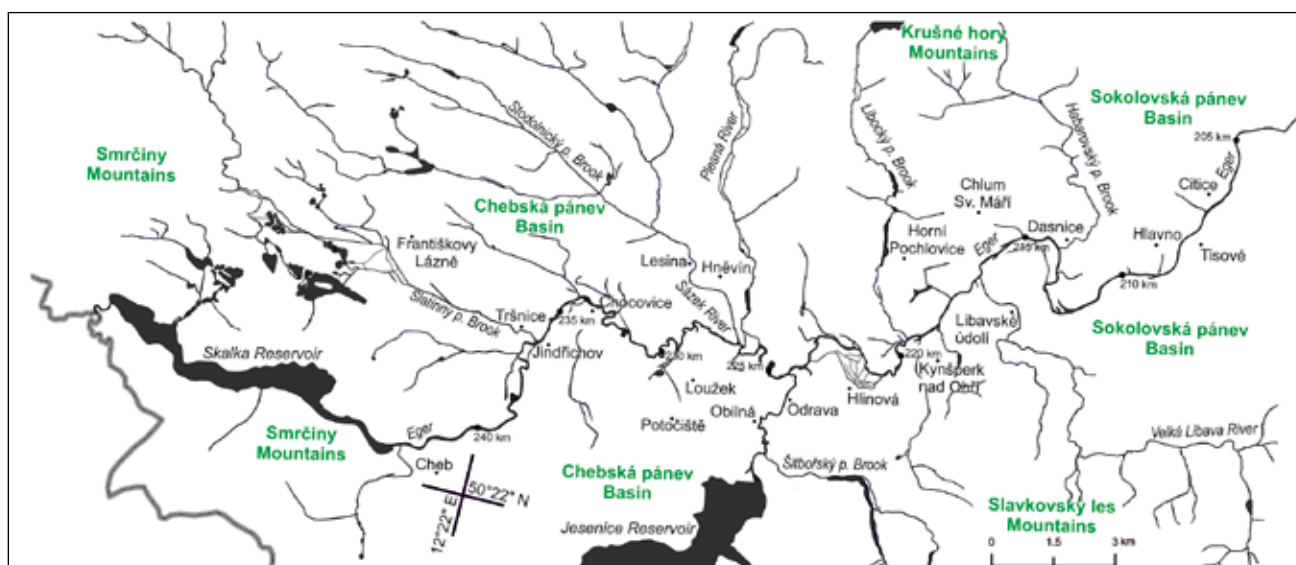 Krušné hory
Mountains
Sokolovská pánev
Basin
Smrčiny
Mountains
Stodolnický p. Brook
Plesná River
Libocký p. Brook
Habarovský p. Brook
205 km
Eger
Citice
Chlum
Sv. Máří
Chebská pánev
Basin
Františkovy
Lázně
Lesina
Hněvín
Horní
Pochlovice
Eger
215 km
Dasnice
Hlavno
Tisové
210 km
Slatinný p. Brook
Tršnice
235 km
Chocovice
Sázek River
Jindřichov
230 km
225 km
220 km
Libavské
údolí
Sokolovská pánev
Basin
Skalka Reservoir
Loužek
Kynšperk
nad Ohří
Hlinová
Potočiště
Obilná
Odrava
Smrčiny
Mountains
Eger
240 km
Cheb
Velká Libava River
Šitbořský p. Brook
Chebská pánev
Basin
50°22" N
12°22" E
Jesenice Reservoir
Slavkovský les
Mountains
0 1.5 3 km